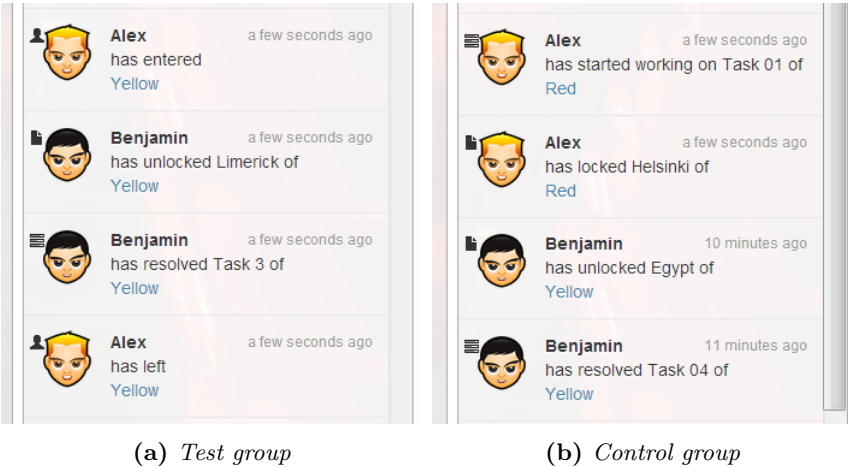 Alex a few seconds ago
has entered
Yellow
Benjamin a few seconds ago
has unlocked Limerick of
Yellow
Benjamin a few seconds ago
has resolved Task 3 of
Yellow
Alex a few seconds ago
has left
Yellow
(a) Test group
Alex a few seconds ago
has started working on Task 01 of
Red
Alex a few seconds ago
has locked Helsinki of
Red
Benjamin 10 minutes ago
has unlocked Egypt of
Yellow
Benjamin 11 minutes ago
has resolved Task 04 of
Yellow
(b) Control group